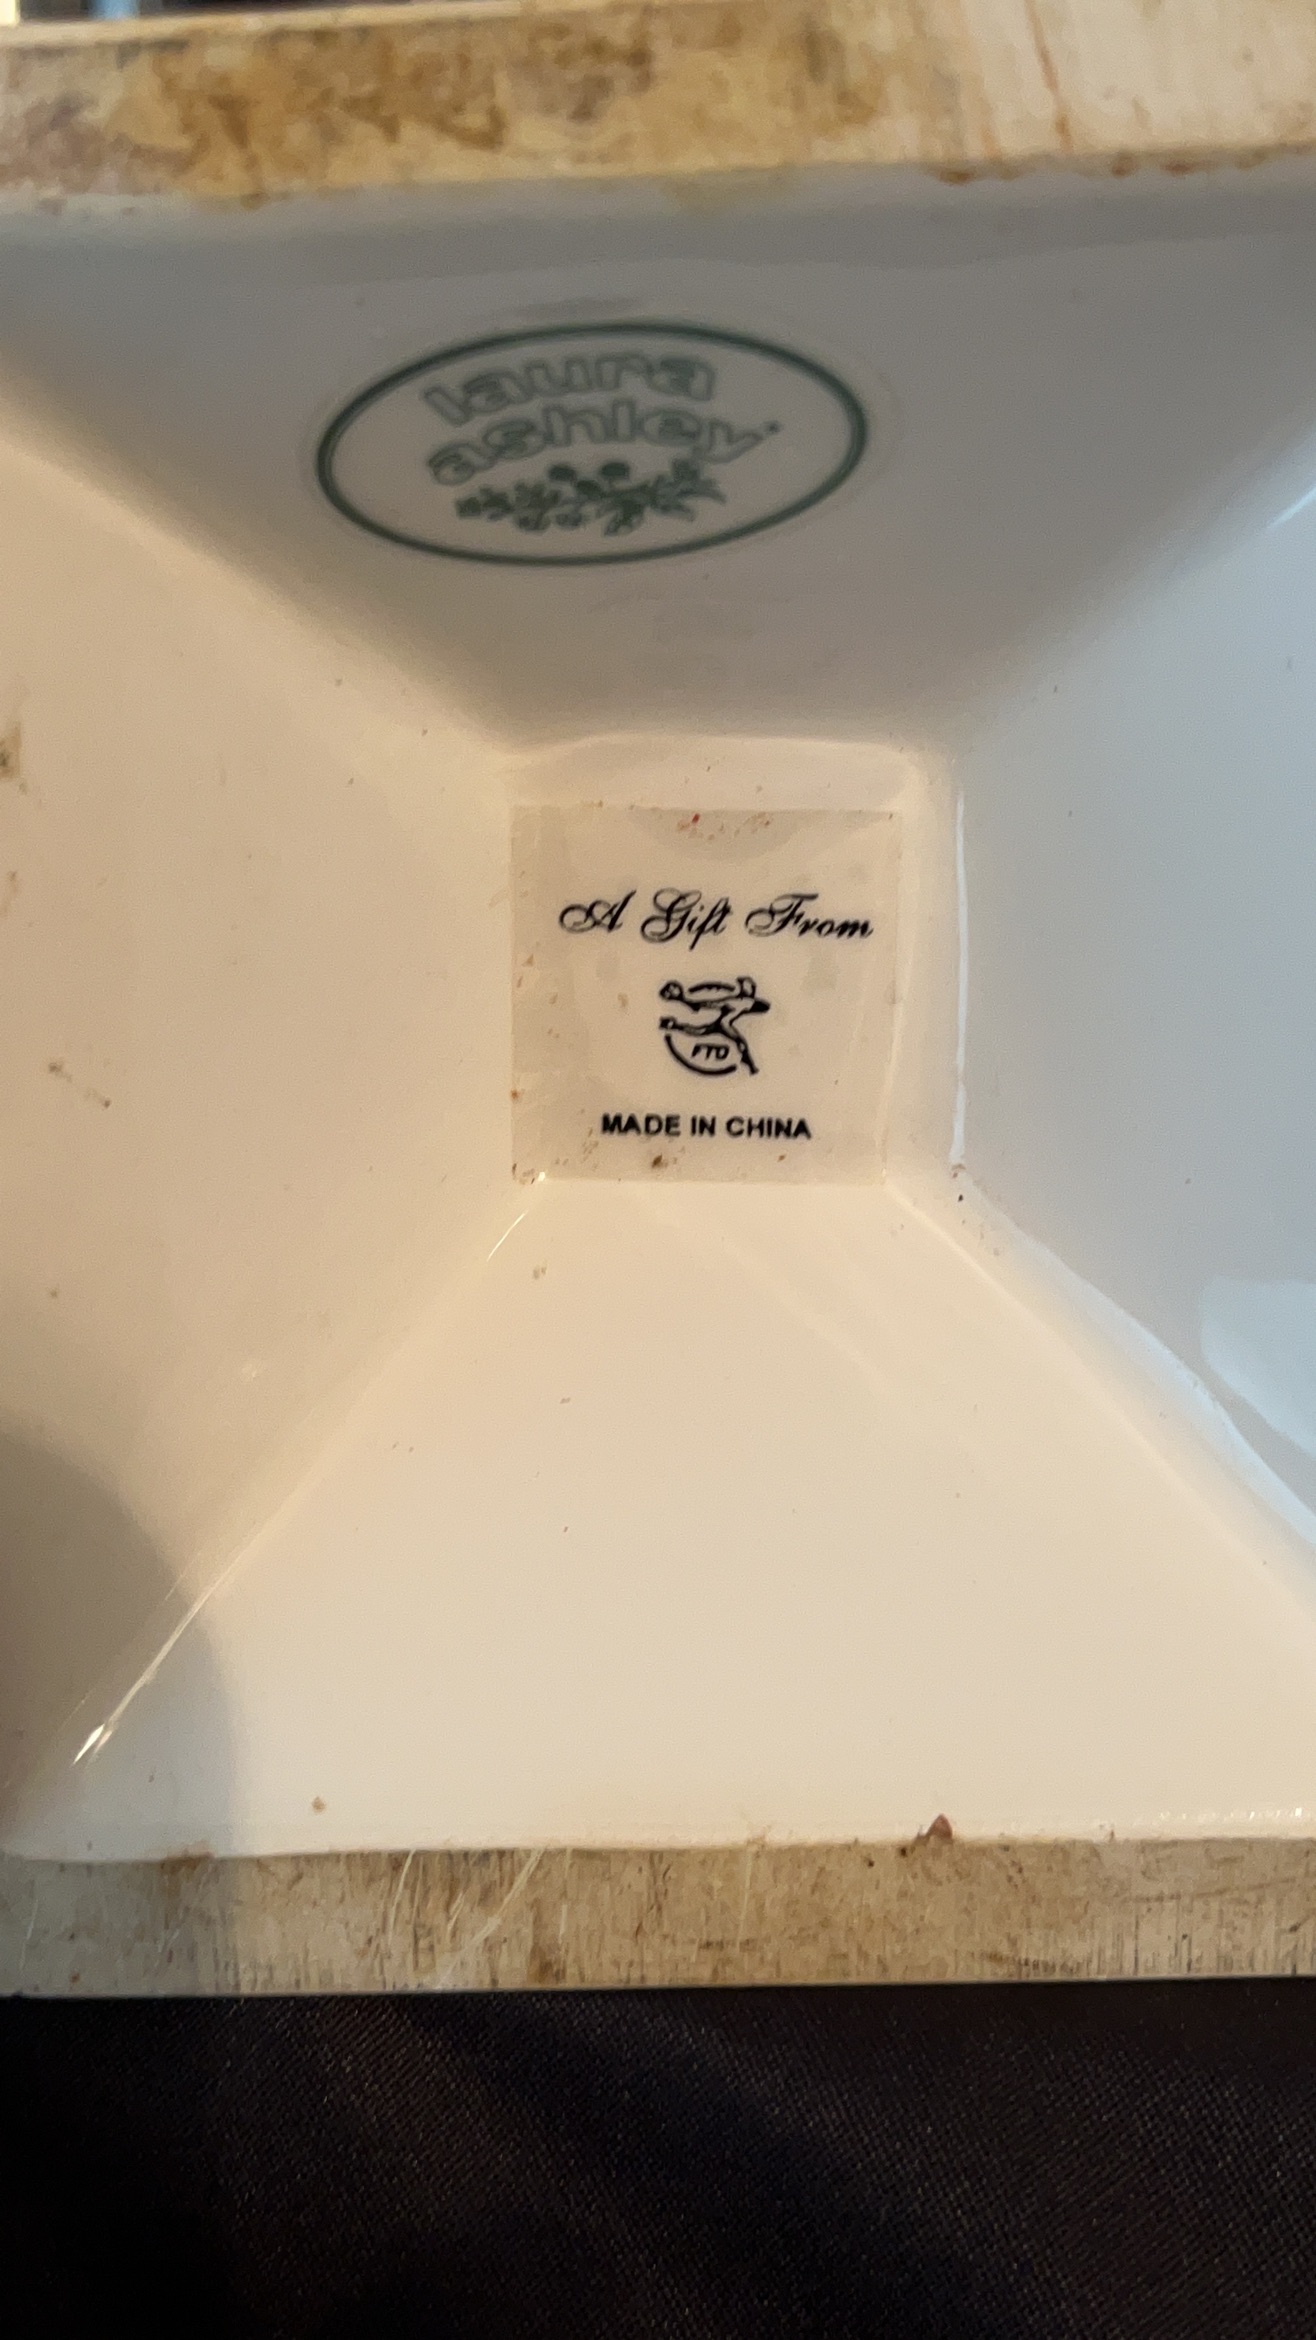 laura
ashley
A Gift From
FTD
MADE IN CHINA